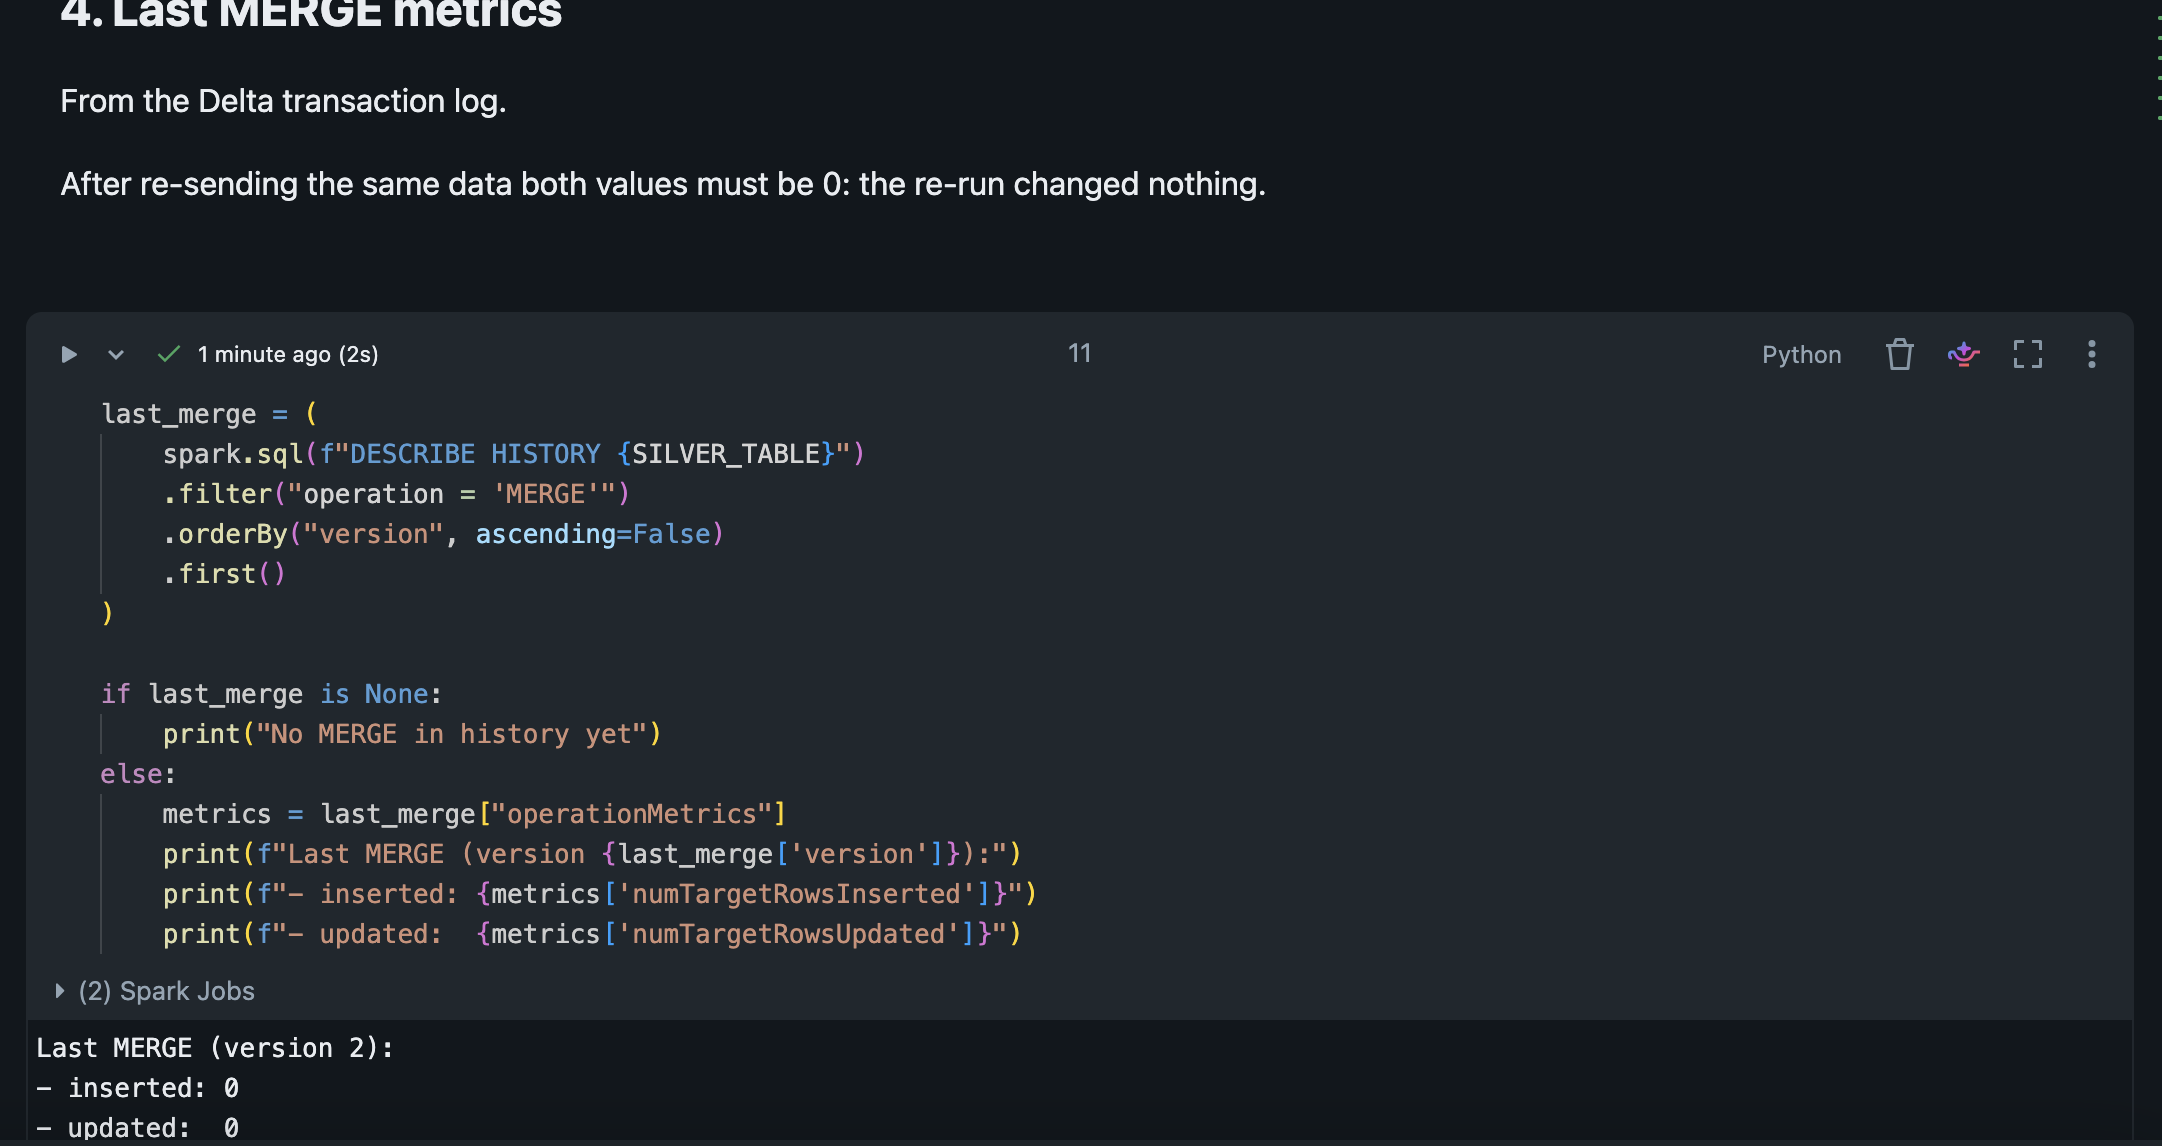 4. Last MERGE metrics
From the Delta transaction log.
After re-sending the same data both values must be 0: the re-run changed nothing.
1 minute ago (2s)
11
Python
last_merge = (
    spark.sql(f"DESCRIBE HISTORY {SILVER_TABLE}")
    .filter("operation = 'MERGE'")
    .orderBy("version", ascending=False)
    .first()
)
if last_merge is None:
    print("No MERGE in history yet")
else:
    metrics = last_merge["operationMetrics"]
    print(f"Last MERGE (version {last_merge['version']}):")
    print(f"– inserted: {metrics['numTargetRowsInserted']}")
    print(f"– updated:  {metrics['numTargetRowsUpdated']}")
(2) Spark Jobs
Last MERGE (version 2):
– inserted: 0
– updated:  0